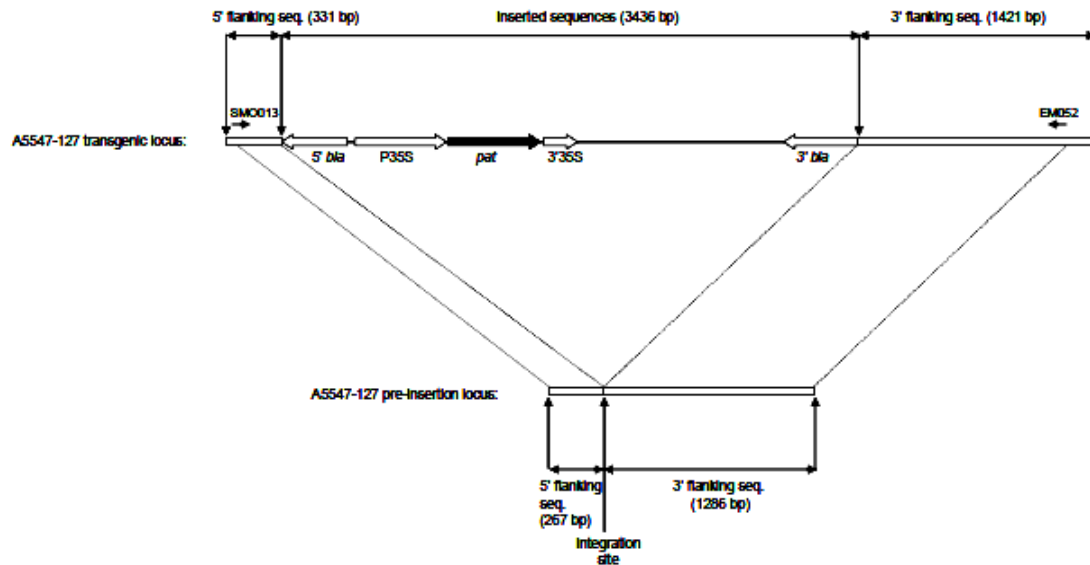 5' flanking seq. (331 bp)
Inserted sequences (3436 bp)
3' flanking seq. (1421 bp)
SMO013
EM052
A5547-127 transgenic locus:
5' bla
P35S
pat
3'35S
3' bla
A5547-127 pre-insertion locus:
5' flanking
seq.
(267 bp)
3' flanking seq.
(1286 bp)
Integration
site